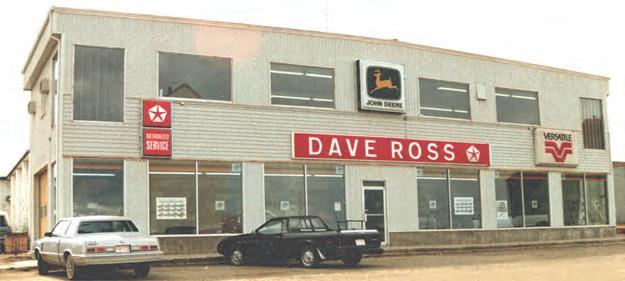 JOHN DEERE
AUTHORIZED
SERVICE
DAVE ROSS
VERSATILE